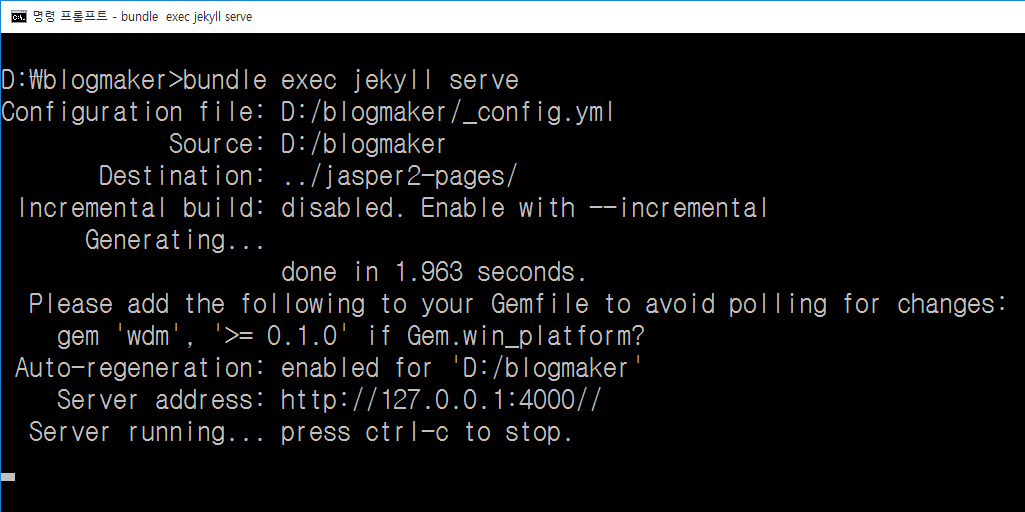 명령 프롬프트 - bundle  exec jekyll serve
D:₩blogmaker>bundle exec jekyll serve
Configuration file: D:/blogmaker/_config.yml
Source: D:/blogmaker
Destination: ../jasper2-pages/
Incremental build: disabled. Enable with --incremental
Generating...
done in 1.963 seconds.
Please add the following to your Gemfile to avoid polling for changes:
gem 'wdm', '>= 0.1.0' if Gem.win_platform?
Auto-regeneration: enabled for 'D:/blogmaker'
Server address: http://127.0.0.1:4000//
Server running... press ctrl-c to stop.